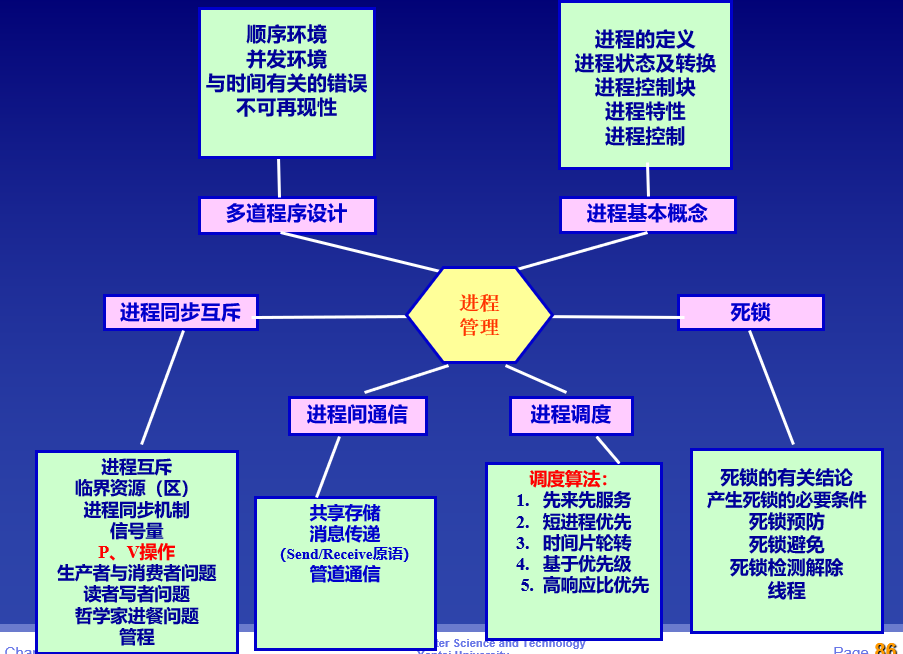 顺序环境
并发环境
与时间有关的错误
不可再现性
进程的定义
进程状态及转换
进程控制块
进程特性
进程控制
多道程序设计
进程基本概念
进程
管理
进程同步互斥
死锁
进程间通信
进程调度
进程互斥
临界资源（区）
进程同步机制
信号量
P、V操作
生产者与消费者问题
读者写者问题
哲学家进餐问题
管程
共享存储
消息传递
(Send/Receive原语)
管道通信
调度算法:
1. 先来先服务
2. 短进程优先
3. 时间片轮转
4. 基于优先级
5. 高响应比优先
死锁的有关结论
产生死锁的必要条件
死锁预防
死锁避免
死锁检测解除
线程
Science and Technology
Page 86